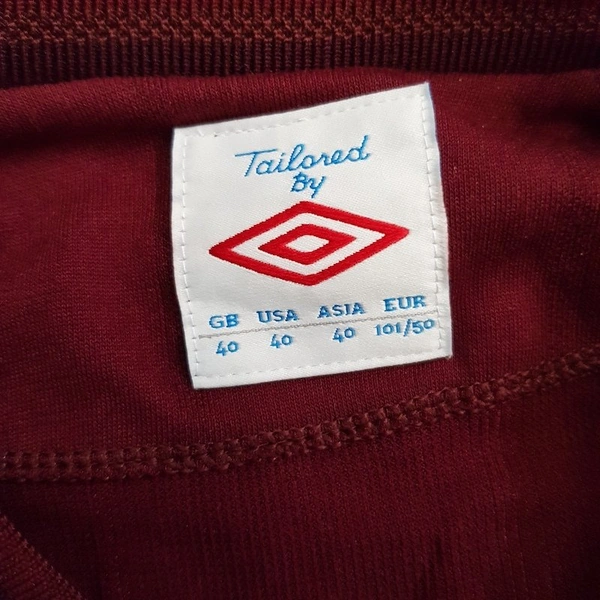 Tailored
By
GB USA ASIA EUR
40 40 40 101/50